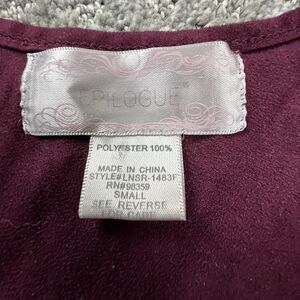 EPILOGUE
POLYESTER 100%
MADE IN CHINA
STYLE#LNSR-1483F
RN#98359
SMALL
SEE REVERSE
FOR CARE